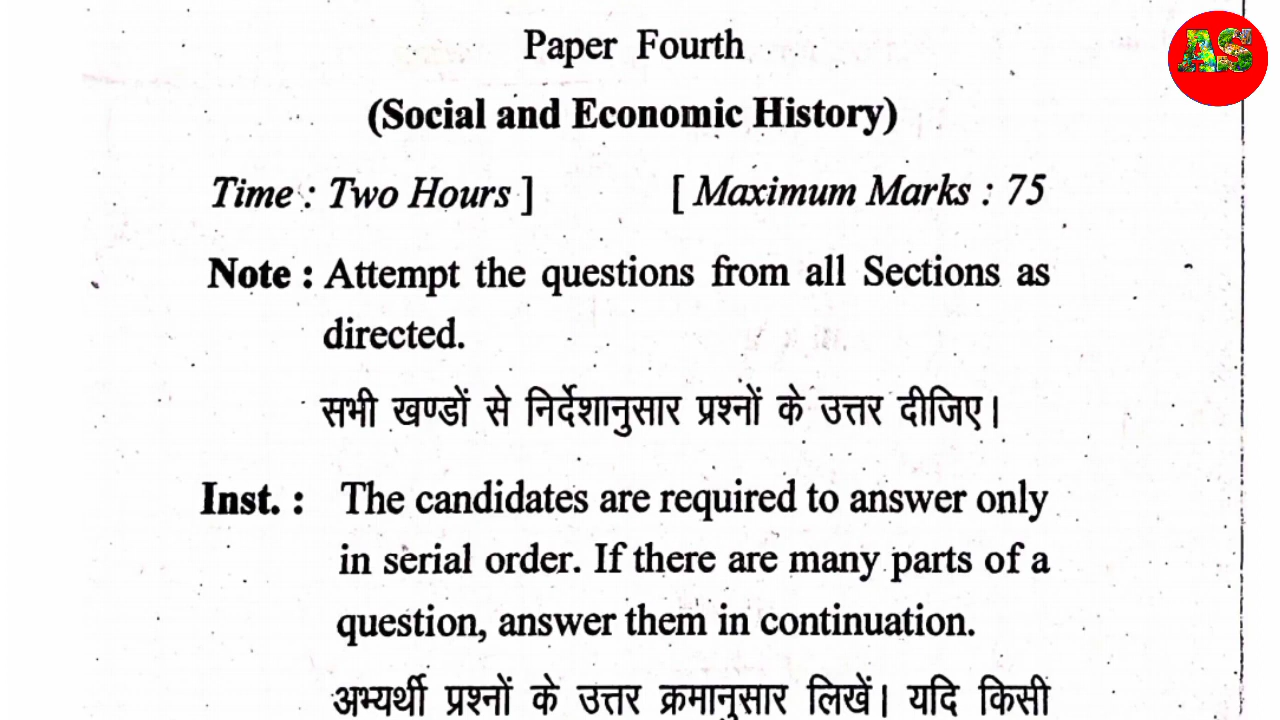 AS
Paper Fourth
(Social and Economic History)
Time : Two Hours ] [ Maximum Marks : 75
Note : Attempt the questions from all Sections as
directed.
सभी खण्डों से निर्देशानुसार प्रश्नों के उत्तर दीजिए।
Inst. : The candidates are required to answer only
in serial order. If there are many parts of a
question, answer them in continuation.
अभ्यर्थी प्रश्नों के उत्तर क्रमानुसार लिखें। यदि किसी